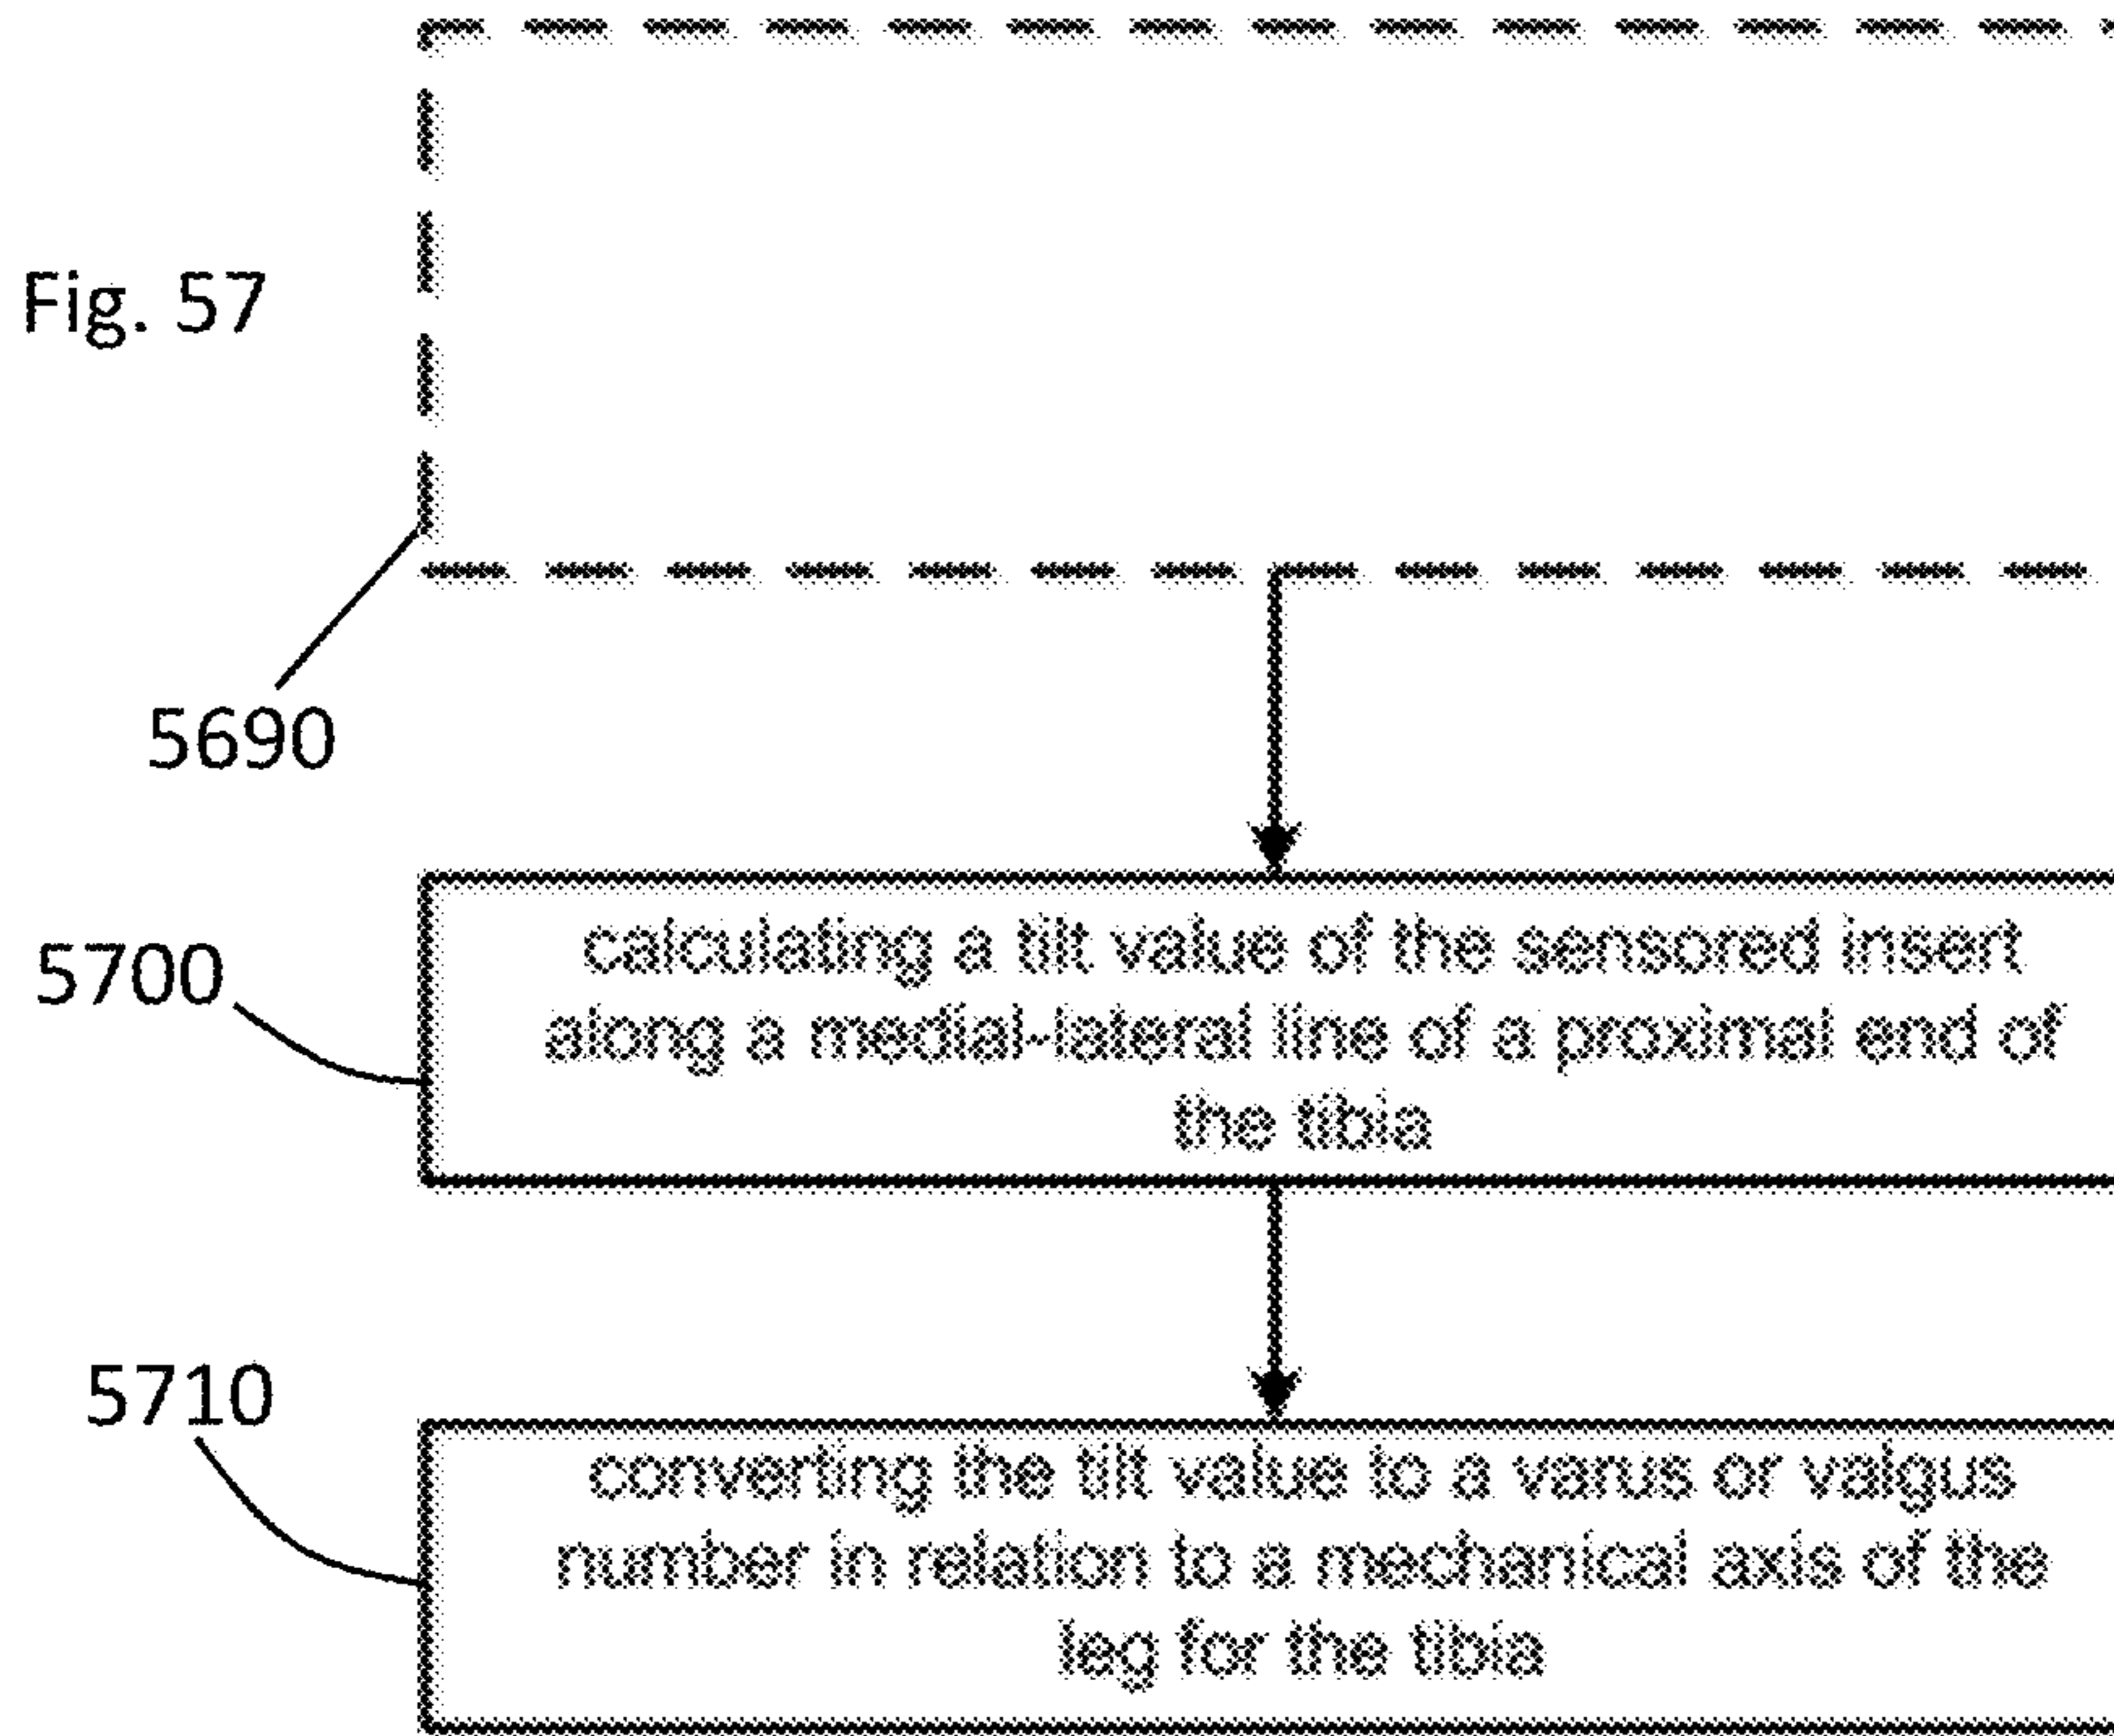 Fig. 57
5690
5700
calculating a tilt value of the sensored insert
along a medial-lateral line of a proximal end of
the tibia
5710
converting the tilt value to a varus or valgus
number in relation to a mechanical axis of the
leg for the tibia